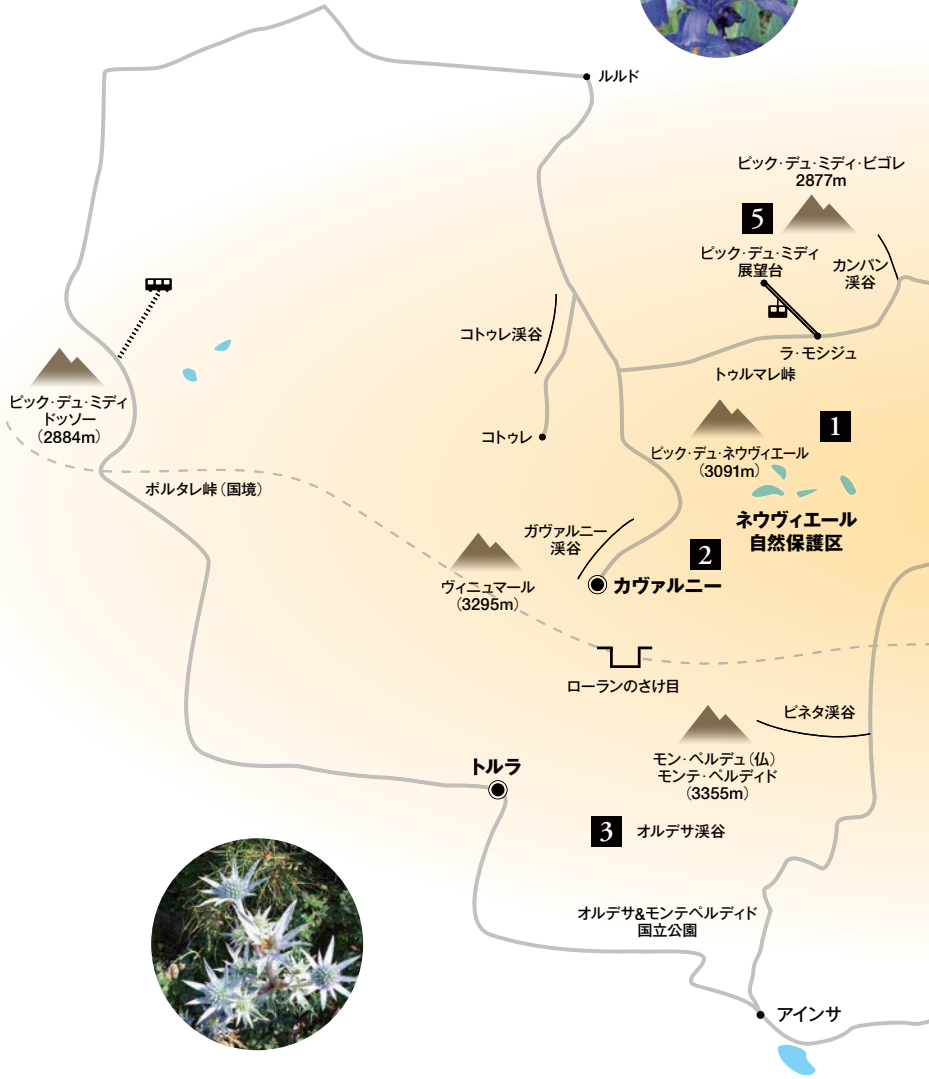 ルルド
ピック・デュ・ミディ・ビゴレ
2877m
5
ピック・デュ・ミディ
展望台
カンバン
渓谷
コトゥレ渓谷
ラ・モシジュ
トゥルマレ峠
ピック・デュ・ミディ
ドッソー
(2884m)
コトゥレ
1
ピック・デュ・ネウヴィエール
(3091m)
ポルタレ峠(国境)
ネウヴィエール
自然保護区
ガヴァルニー
渓谷
2
カヴァルニー
ヴィニュマール
(3295m)
ローランのさけ目
ピネタ渓谷
モン・ペルデュ(仏)
モンテ・ペルディド
(3355m)
トルラ
3 オルデサ渓谷
オルデサ&モンテペルディド
国立公園
アインサ